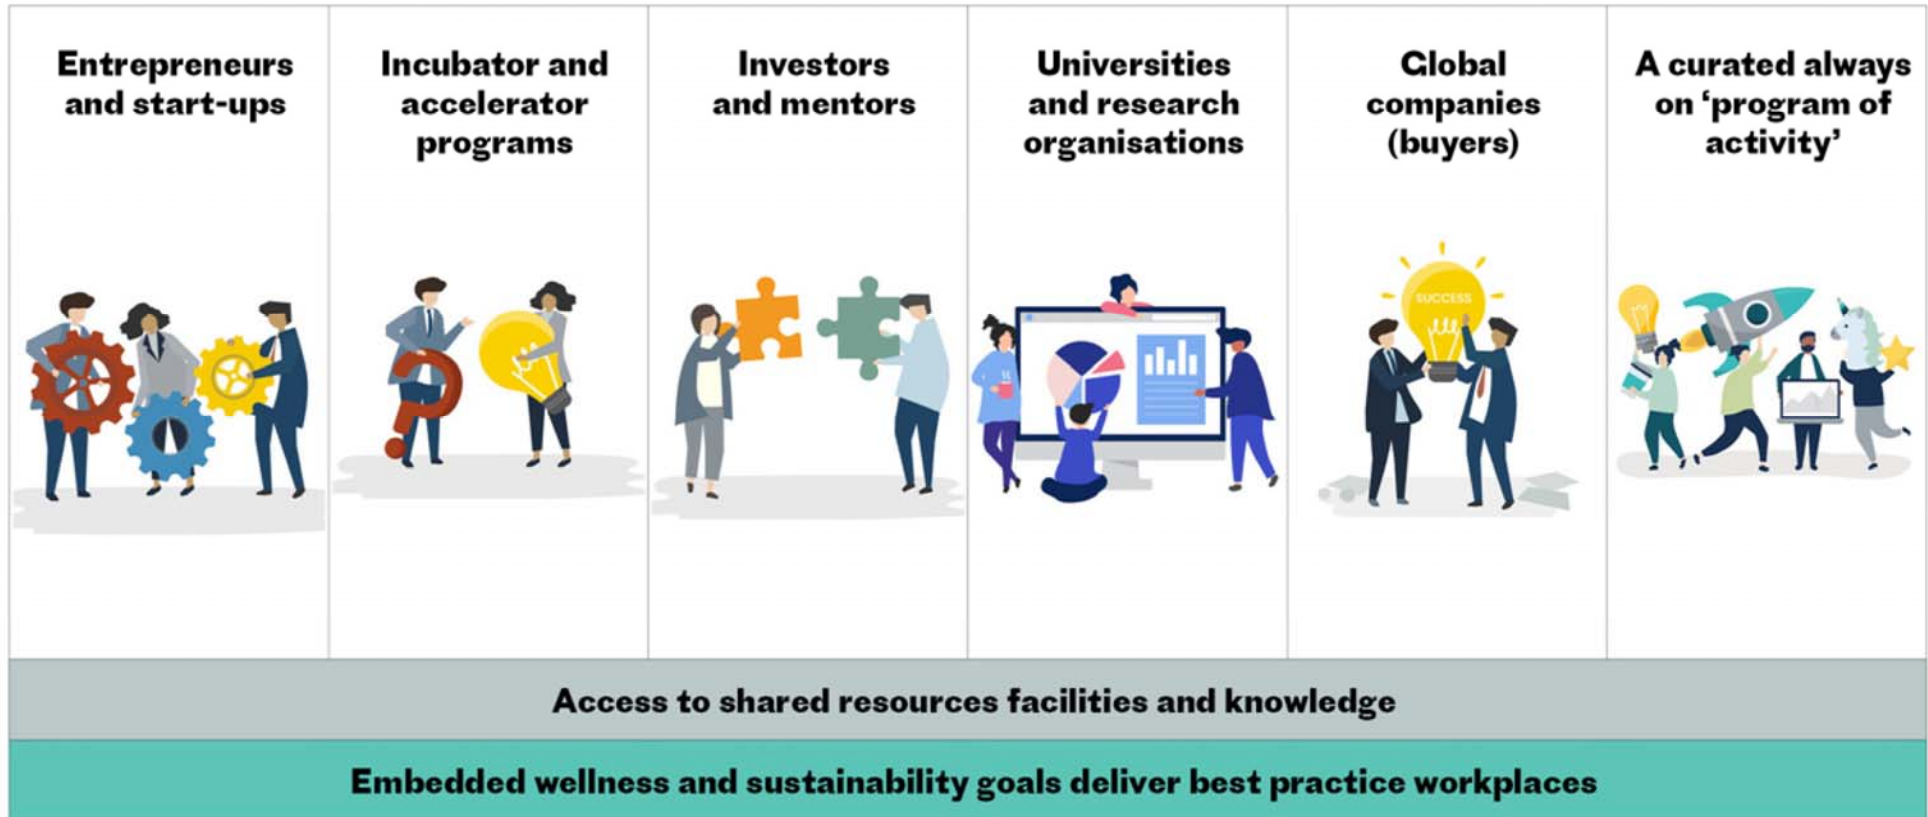 Entrepreneurs
and start-ups
Incubator and
accelerator
programs
Investors
and mentors
Universities
and research
organisations
Global
companies
(buyers)
A curated always
on ‘program of
activity’
SUCCESS
Access to shared resources facilities and knowledge
Embedded wellness and sustainability goals deliver best practice workplaces